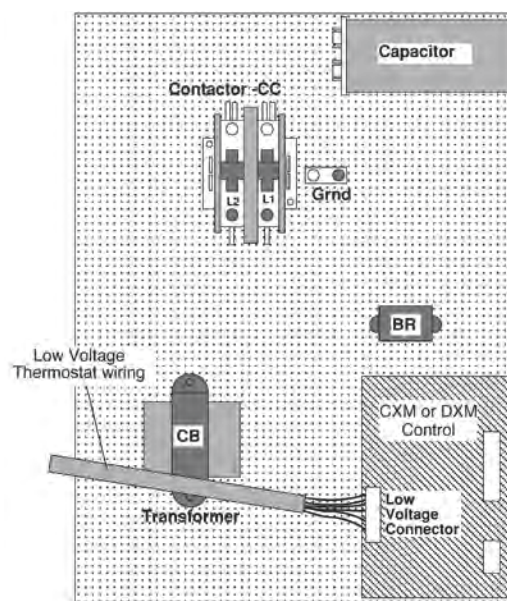 Capacitor
Contactor -CC
L2 L1
Grnd
BR
Low Voltage
Thermostat wiring
CXM or DXM
Control
CB
Low
Voltage
Connector
Transformer